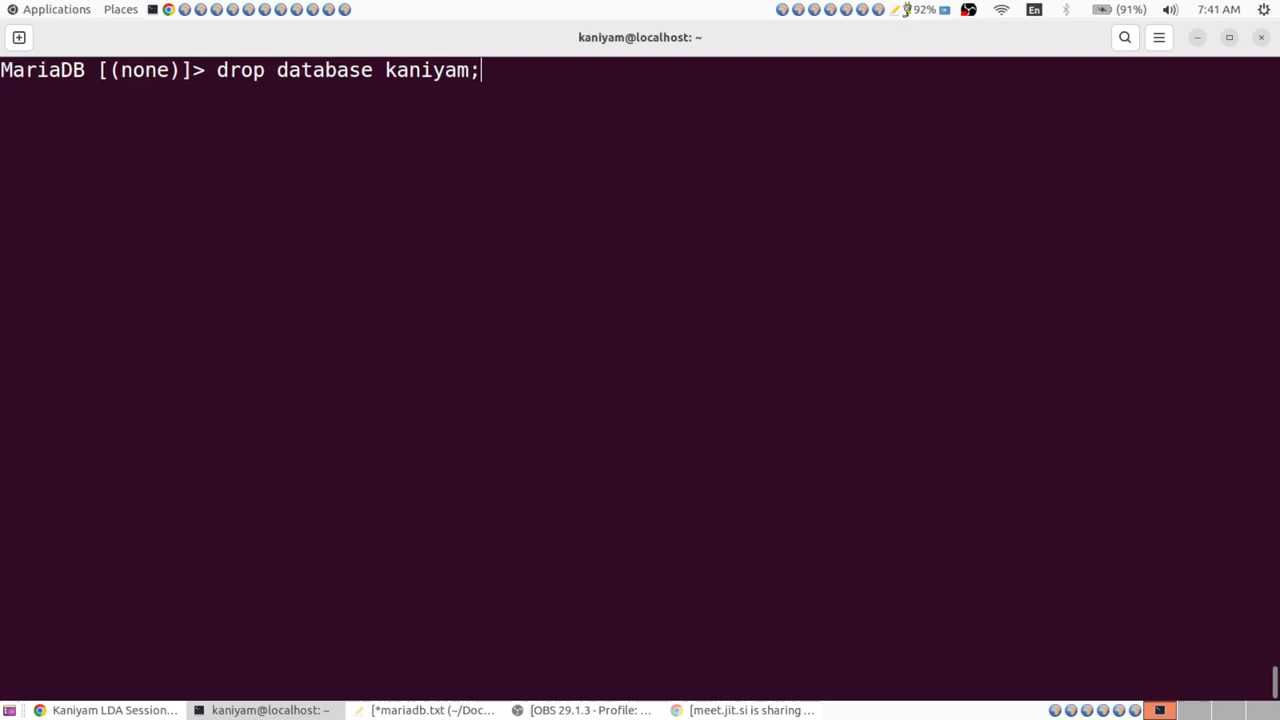 Applications Places 92% En (91%) 7:41 AM
kaniyam@localhost: ~
MariaDB [(none)]> drop database kaniyam;
Kaniyam LDA Session... kaniyam@localhost: ~ [*mariadb.txt (~/Doc... [OBS 29.1.3 - Profile: ... [meet.jit.si is sharing ...